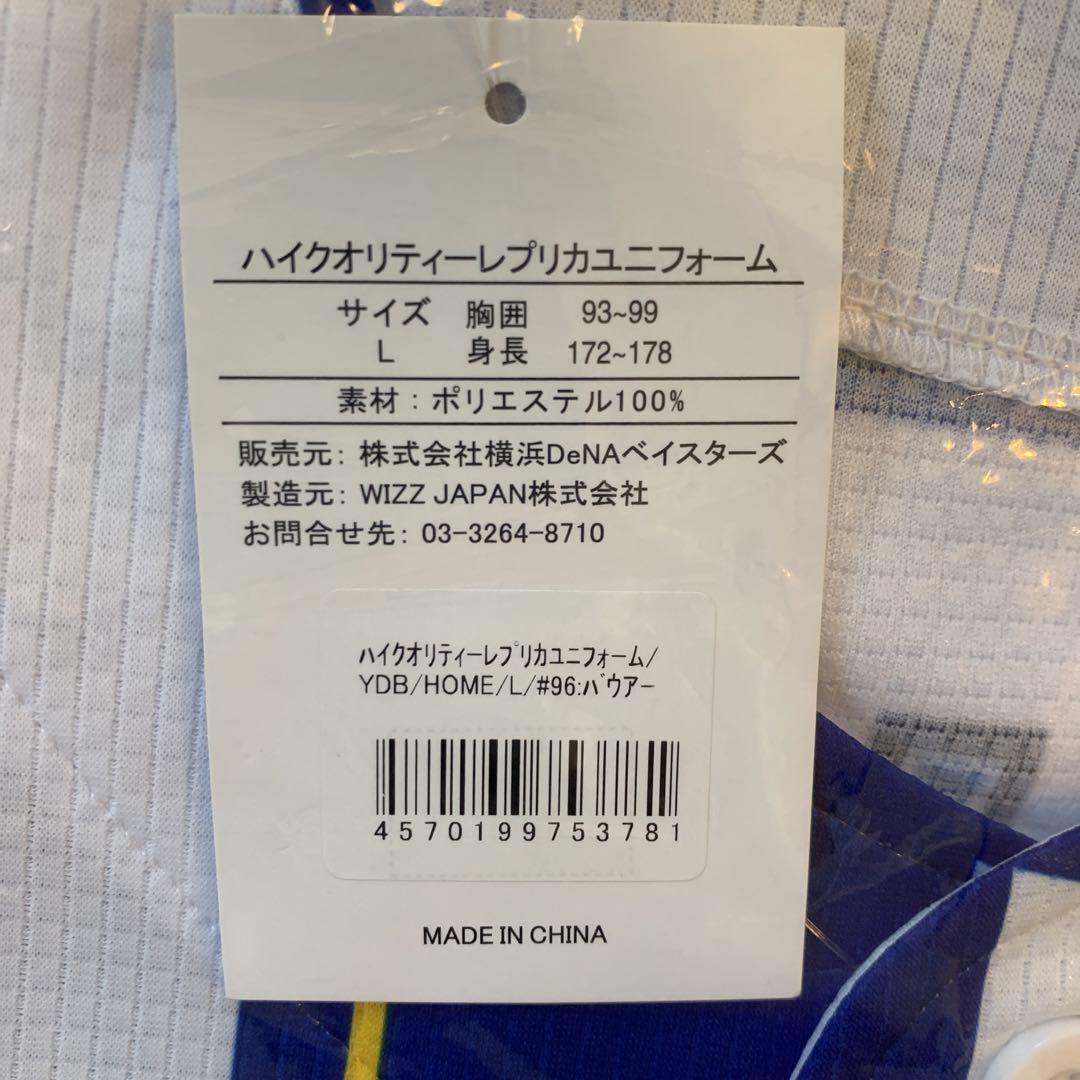 ハイクオリティーレプリカユニフォーム
サイズ 胸囲 93~99
L 身長 172~178
素材：ポリエステル100%
販売元: 株式会社横浜DeNAベイスターズ
製造元: WIZZ JAPAN株式会社
お問合せ先: 03-3264-8710
ﾊｲｸｵﾘﾃｨｰﾚﾌﾟﾘｶﾕﾆﾌｫｰﾑ/
YDB/HOME/L/#96:ﾊﾞｳｱｰ
4570199753781
MADE IN CHINA